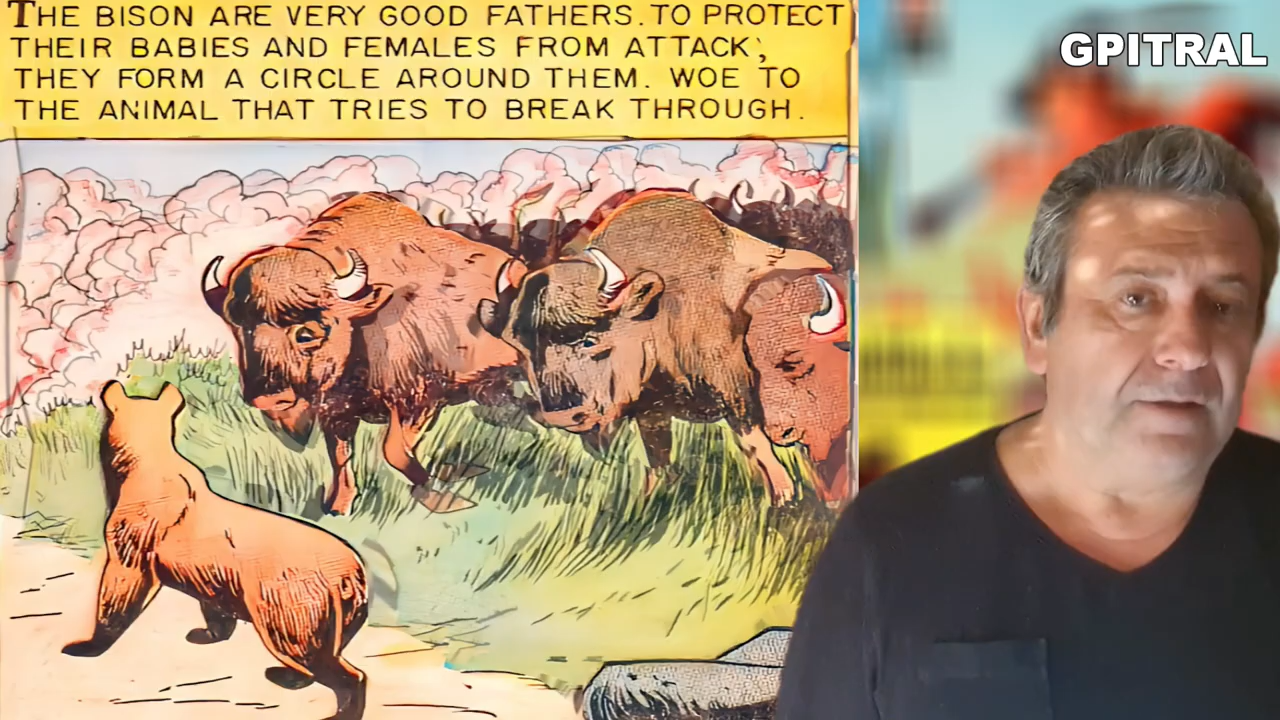 THE BISON ARE VERY GOOD FATHERS. TO PROTECT
THEIR BABIES AND FEMALES FROM ATTACK,
THEY FORM A CIRCLE AROUND THEM. WOE TO
THE ANIMAL THAT TRIES TO BREAK THROUGH.
GPITRAL